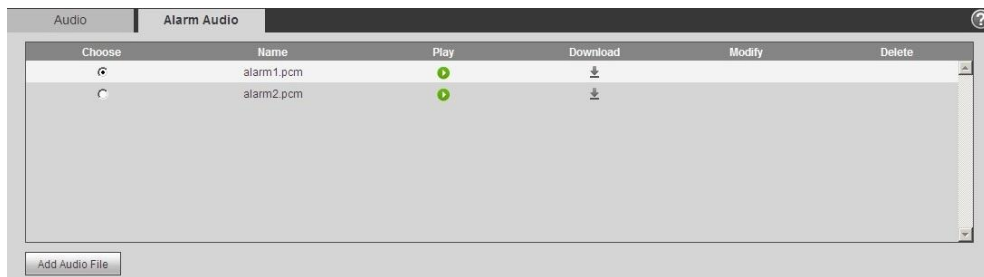 Audio Alarm Audio ?
Choose Name Play Download Modify Delete
alarm1.pcm
alarm2.pcm
Add Audio File